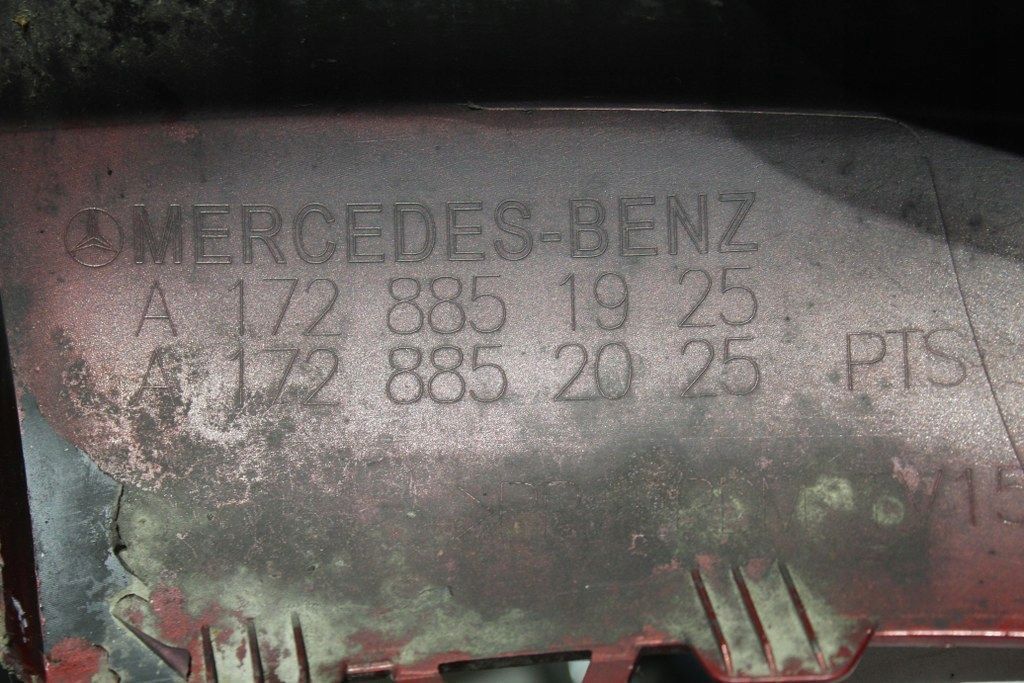 MERCEDES-BENZ
A 172 885 19 25
A 172 885 20 25 PTS